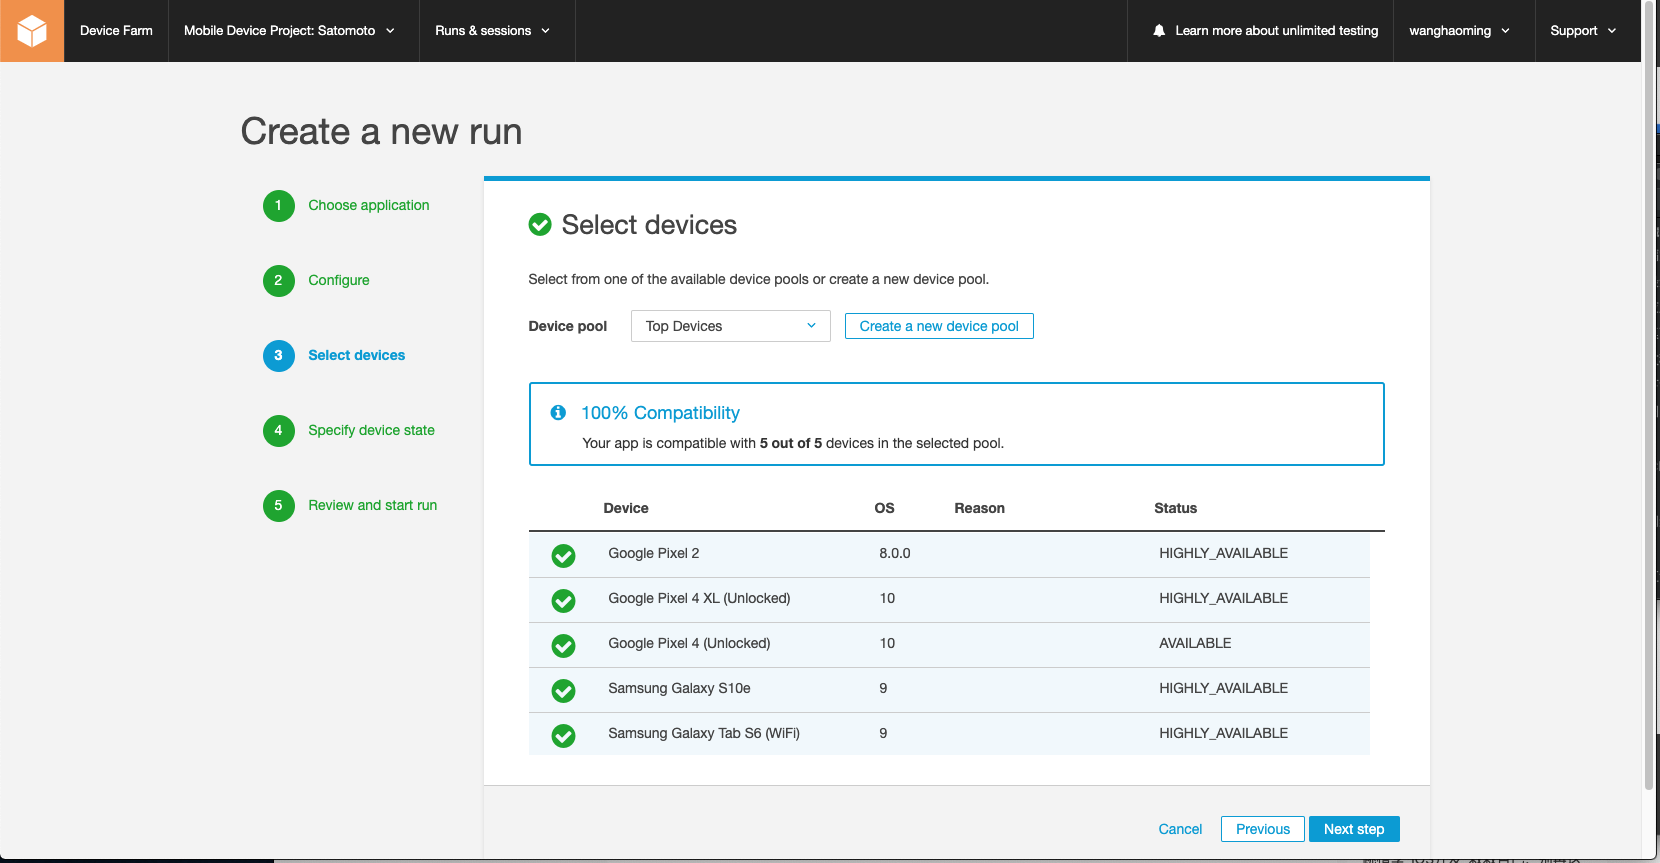 Device Farm
Mobile Device Project: Satomoto
Runs & sessions
Learn more about unlimited testing
wanghaoming
Support
Create a new run
1 Choose application
2 Configure
3 Select devices
4 Specify device state
5 Review and start run
Select devices
Select from one of the available device pools or create a new device pool.
Device pool Top Devices Create a new device pool
100% Compatibility
Your app is compatible with 5 out of 5 devices in the selected pool.
Device OS Reason Status
Google Pixel 2 8.0.0 HIGHLY_AVAILABLE
Google Pixel 4 XL (Unlocked) 10 HIGHLY_AVAILABLE
Google Pixel 4 (Unlocked) 10 AVAILABLE
Samsung Galaxy S10e 9 HIGHLY_AVAILABLE
Samsung Galaxy Tab S6 (WiFi) 9 HIGHLY_AVAILABLE
Cancel Previous Next step